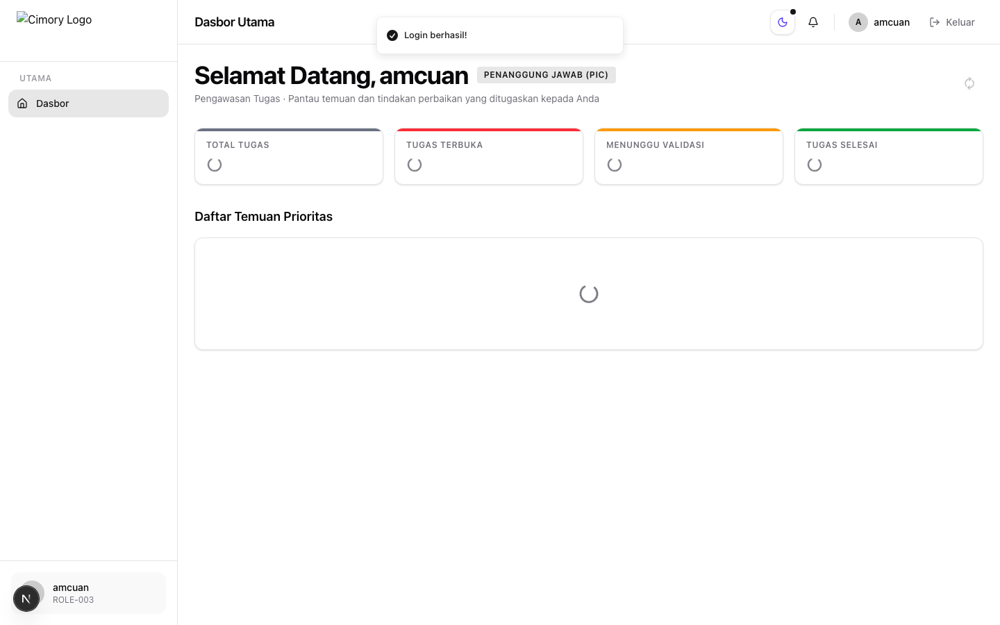 Cimory Logo
UTAMA
Dasbor
amcuan
ROLE-003
N
Dasbor Utama
Login berhasil!
A
amcuan
Keluar
Selamat Datang, amcuan
PENANGGUNG JAWAB (PIC)
Pengawasan Tugas · Pantau temuan dan tindakan perbaikan yang ditugaskan kepada Anda
TOTAL TUGAS
TUGAS TERBUKA
MENUNGGU VALIDASI
TUGAS SELESAI
Daftar Temuan Prioritas